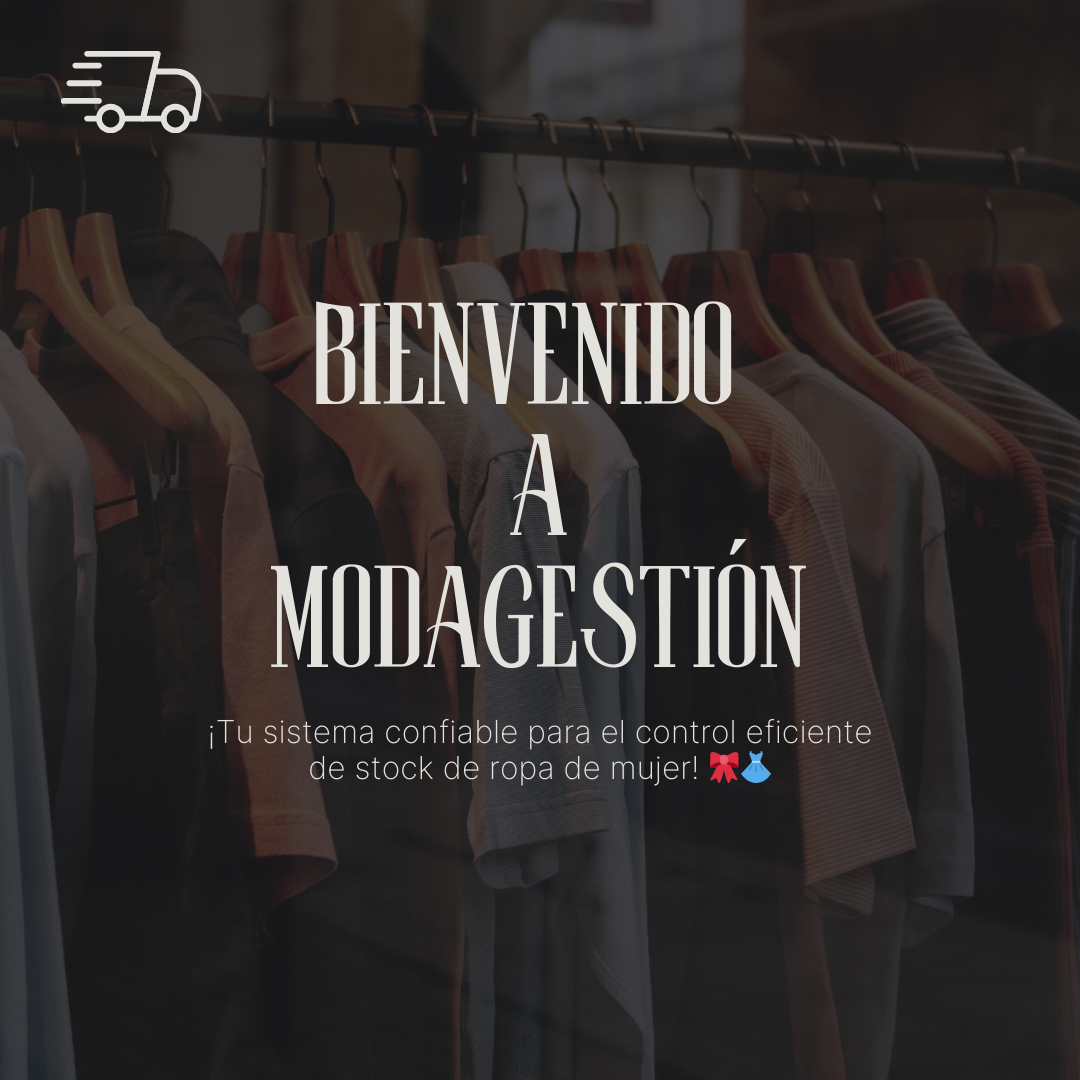 BIENVENIDO
A
MODAGESTIÓN
¡Tu sistema confiable para el control eficiente
de stock de ropa de mujer! 🎀👗